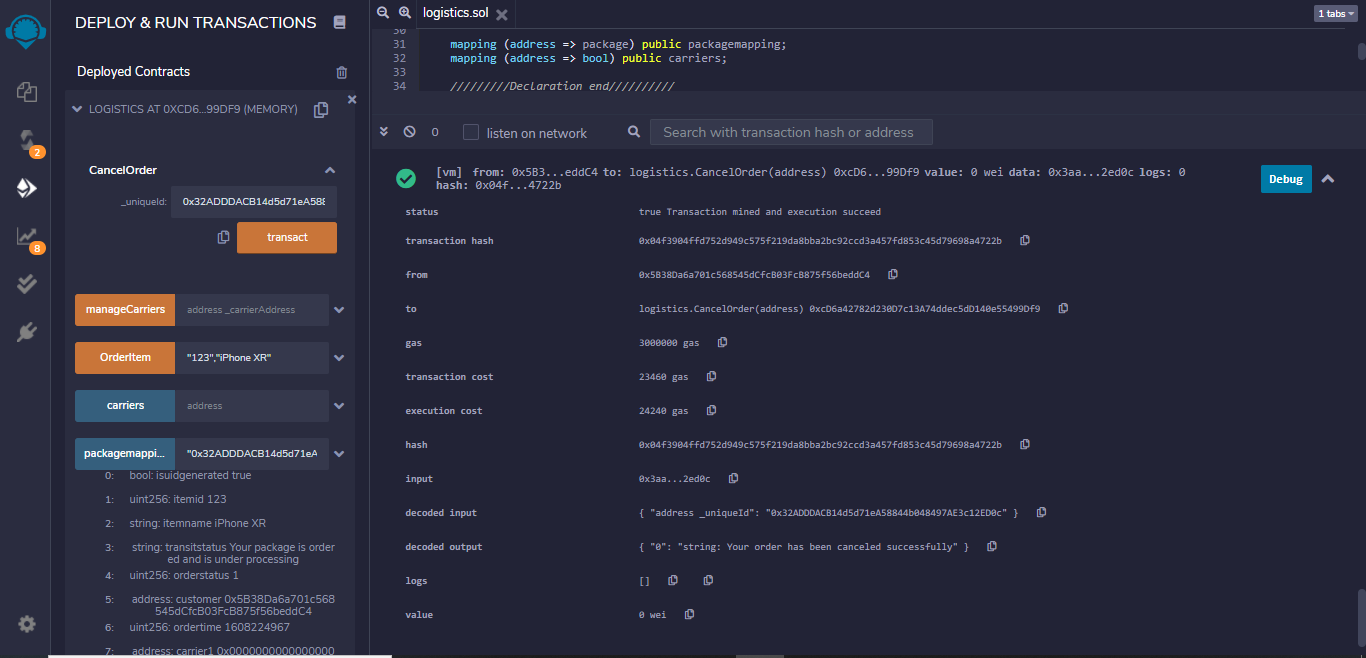 DEPLOY & RUN TRANSACTIONS
Deployed Contracts
LOGISTICS AT 0XCD6...99DF9 (MEMORY)
CancelOrder
_uniqueId:
0x32ADDDACB14d5d71eA588
transact
manageCarriers
address _carrierAddress
OrderItem
"123","iPhone XR"
carriers
address
packagemappi...
"0x32ADDDACB14d5d71eA
0: bool: isuidgenerated true
1: uint256: itemid 123
2: string: itemname iPhone XR
3: string: transitstatus Your package is order
ed and is under processing
4: uint256: orderstatus 1
5: address: customer 0x5B38Da6a701c568
545dCfcB03FcB875f56beddC4
6: uint256: ordertime 1608224967
7: address: carrier1 0x0000000000000000
2
8
logistics.sol
1 tabs
30
31 mapping (address => package) public packagemapping;
32 mapping (address => bool) public carriers;
33
34 /////////Declaration end//////////
0
listen on network
Search with transaction hash or address
[vm] from: 0x5B3...eddC4 to: logistics.CancelOrder(address) 0xcD6...99Df9 value: 0 wei data: 0x3aa...2ed0c logs: 0
hash: 0x04f...4722b
Debug
status true Transaction mined and execution succeed
transaction hash 0x04f3904ffd752d949c575f219da8bba2bc92ccd3a457fd853c45d79698a4722b
from 0x5B38Da6a701c568545dCfcB03FcB875f56beddC4
to logistics.CancelOrder(address) 0xcD6a42782d230D7c13A74ddec5dD140e55499Df9
gas 3000000 gas
transaction cost 23460 gas
execution cost 24240 gas
hash 0x04f3904ffd752d949c575f219da8bba2bc92ccd3a457fd853c45d79698a4722b
input 0x3aa...2ed0c
decoded input { "address _uniqueId": "0x32ADDDACB14d5d71eA58844b048497AE3c12ED0c" }
decoded output { "0": "string: Your order has been canceled successfully" }
logs []
value 0 wei